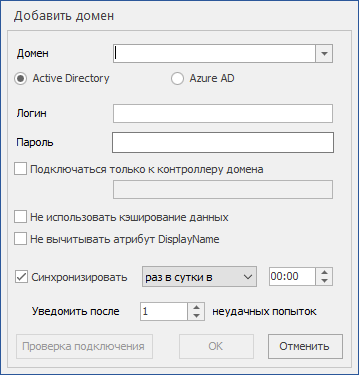 Добавить домен
Домен
Active Directory Azure AD
Логин
Пароль
Подключаться только к контроллеру домена
Не использовать кэширование данных
Не вычитывать атрибут DisplayName
Синхронизировать раз в сутки в 00:00
Уведомить после 1 неудачных попыток
Проверка подключения OK Отменить